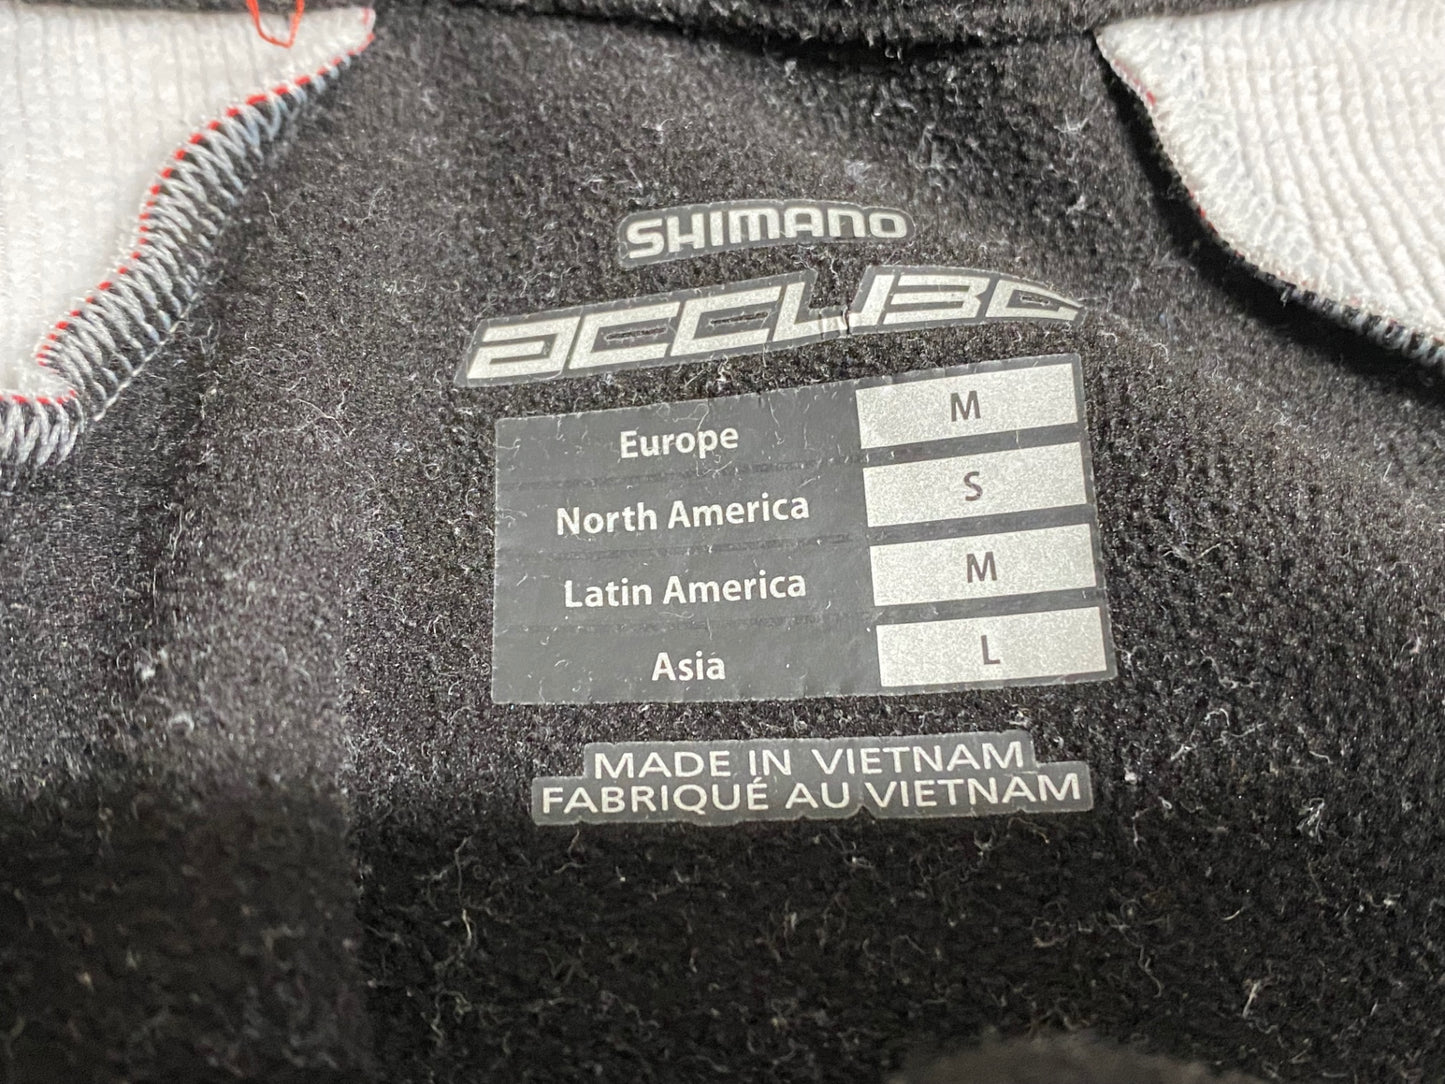 SHIMANO
ACCU3D
Europe M
North America S
Latin America M
Asia L
MADE IN VIETNAM
FABRIQUÉ AU VIETNAM